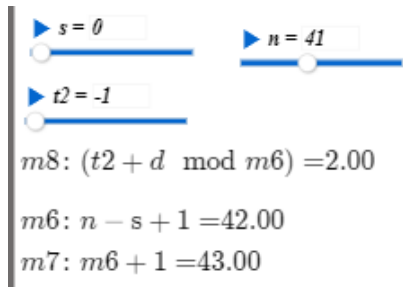 s = 0
n = 41
t2 = -1
m8: (t2 + d mod m6) =2.00
m6: n − s + 1 =42.00
m7: m6 + 1 =43.00